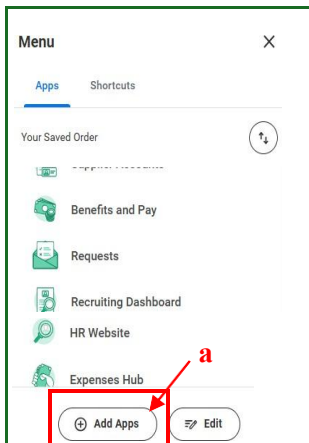 Menu
Apps Shortcuts
Your Saved Order
Benefits and Pay
Requests
Recruiting Dashboard
HR Website
a
Expenses Hub
Add Apps Edit